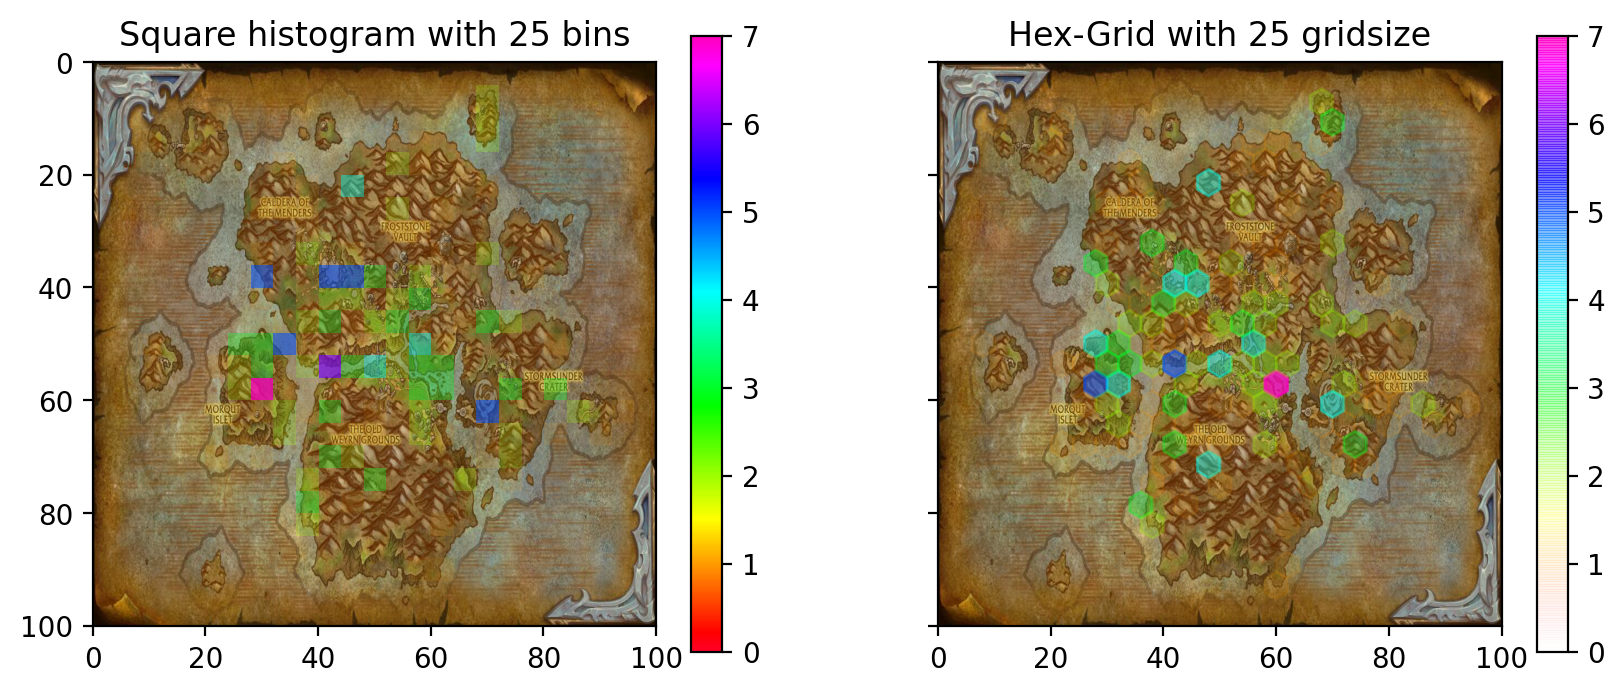 Square histogram with 25 bins
0
20
40
60
80
100
0
20
40
60
80
100
CALDERA OF
THE MENDERS
FROSTSTONE
VAULT
STORMSUNDER
CRATER
MORQUT
ISLET
THE OLD
WEYRN GROUNDS
7
6
5
4
3
2
1
0
Hex-Grid with 25 gridsize
0
20
40
60
80
100
CALDERA OF
THE MENDERS
FROSTSTONE
VAULT
STORMSUNDER
CRATER
MORQUT
ISLET
THE OLD
WEYRN GROUNDS
7
6
5
4
3
2
1
0